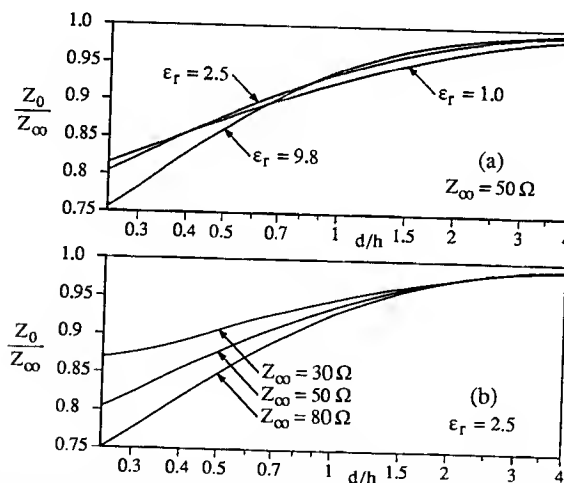 1.0
0.95
0.90
0.85
0.8
0.75
Z₀
Z∞
εᵣ = 2.5
εᵣ = 1.0
εᵣ = 9.8
(a)
Z∞ = 50 Ω
0.3 0.4 0.5 0.7 1 1.5 2 3 4
d/h
1.0
0.95
0.9
0.85
0.8
0.75
Z₀
Z∞
Z∞ = 30 Ω
Z∞ = 50 Ω
Z∞ = 80 Ω
(b)
εᵣ = 2.5
0.3 0.4 0.5 0.7 1 1.5 2 3 4
d/h